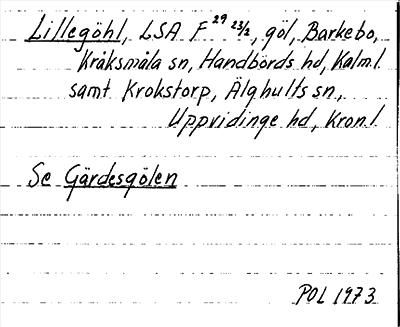 Lillegöhl, LSA F²⁹ ²³/₂, göl, Barkebo,
Kråksmåla sn, Handbörds hd, Kalm.l.
samt Krokstorp, Älghults sn,
Uppvidinge hd, Kron.l.
Se Gärdesgölen
POL 1973